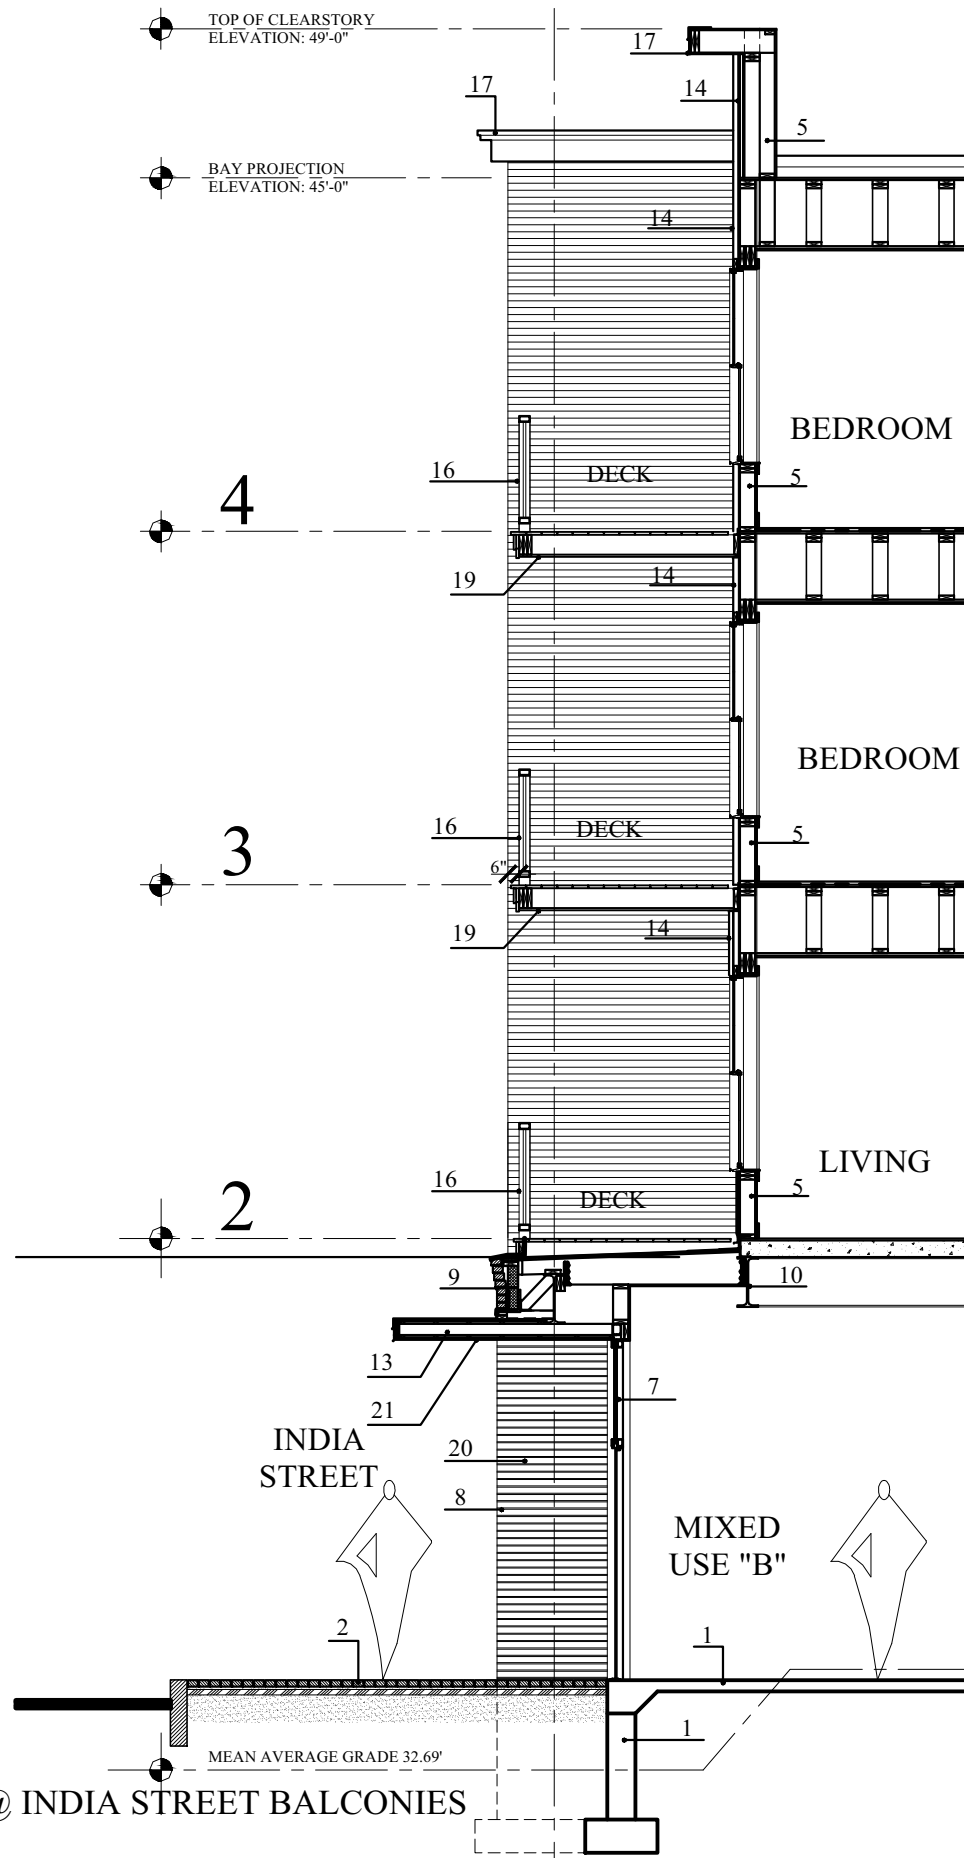 TOP OF CLEARSTORY
ELEVATION: 49'-0"
17
17
14
5
BAY PROJECTION
ELEVATION: 45'-0"
14
BEDROOM
16
DECK
5
4
19
14
BEDROOM
16
DECK
5
3
6"
19
14
LIVING
16
DECK
5
2
9
10
13
7
21
INDIA
STREET
20
8
MIXED
USE "B"
2
1
1
MEAN AVERAGE GRADE 32.69'
@ INDIA STREET BALCONIES